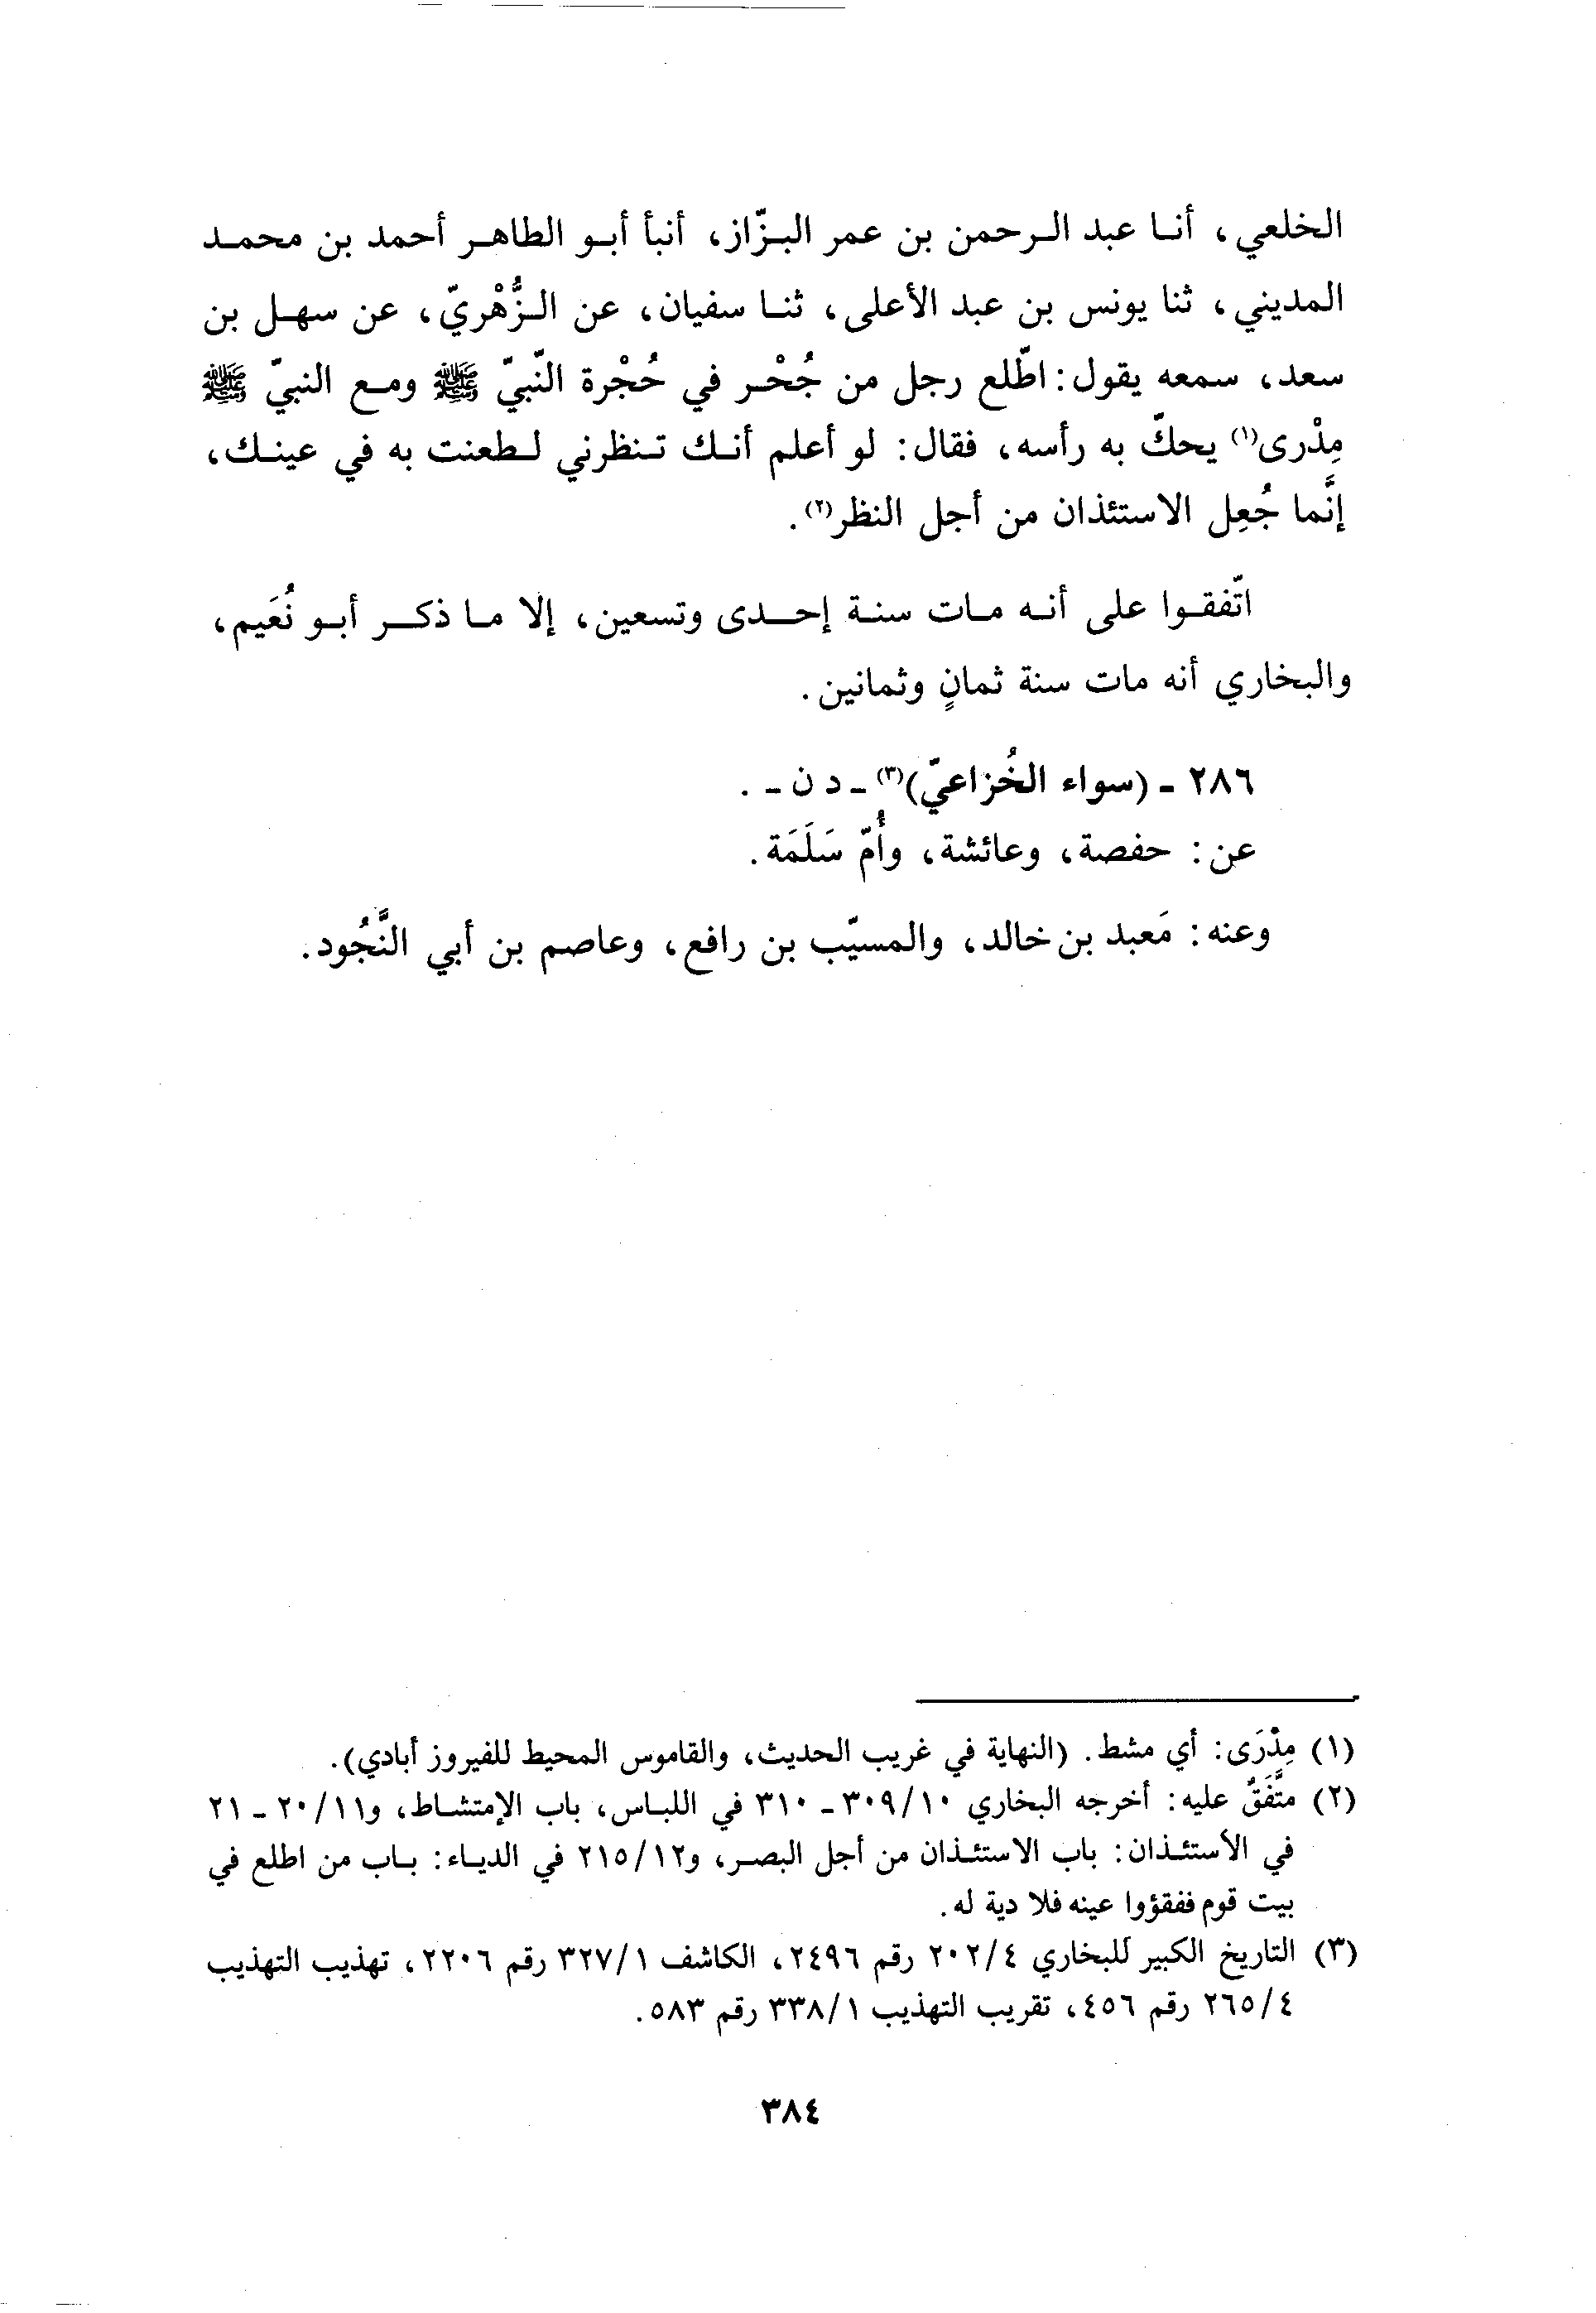 الخلعي، أنا عبد الرحمن بن عمر البزّاز، أنبأ أبو الطاهر أحمد بن محمد
المديني، ثنا يونس بن عبد الأعلى، ثنا سفيان، عن الزُّهْريّ، عن سهل بن
سعد، سمعه يقول: اطّلع رجل من جُحْر في حُجْرة النّبيّ ﷺ ومع النبيّ ﷺ
مِدْرى(١) يحكّ به رأسه، فقال: لو أعلم أنك تنظرني لطعنت به في عينك،
إنَّما جُعِل الاستئذان من أجل النظر(٢).
اتّفقوا على أنه مات سنة إحدى وتسعين، إلا ما ذكر أبو نُعَيم،
والبخاري أنه مات سنة ثمانٍ وثمانين.
٢٨٦ - (سواء الخُزاعيّ)(٣) - د ن - .
عن: حفصة، وعائشة، وأُمّ سَلَمَة.
وعنه: مَعبد بن خالد، والمسيّب بن رافع، وعاصم بن أبي النَّجُود.
(١) مِدْرَى: أي مشط. (النهاية في غريب الحديث، والقاموس المحيط للفيروز أبادي).
(٢) متَّفَقٌ عليه: أخرجه البخاري ٣٠٩/١٠ - ٣١٠ في اللباس، باب الإمتشاط، و٢٠/١١ - ٢١
في الأستئذان: باب الاستئذان من أجل البصر، و٢١٥/١٢ في الدياء: باب من اطلع في
بيت قوم ففقؤوا عينه فلا دية له.
(٣) التاريخ الكبير للبخاري ٢٠٢/٤ رقم ٢٤٩٦، الكاشف ٣٢٧/١ رقم ٢٢٠٦، تهذيب التهذيب
٢٦٥/٤ رقم ٤٥٦، تقريب التهذيب ٣٣٨/١ رقم ٥٨٣.
٣٨٤